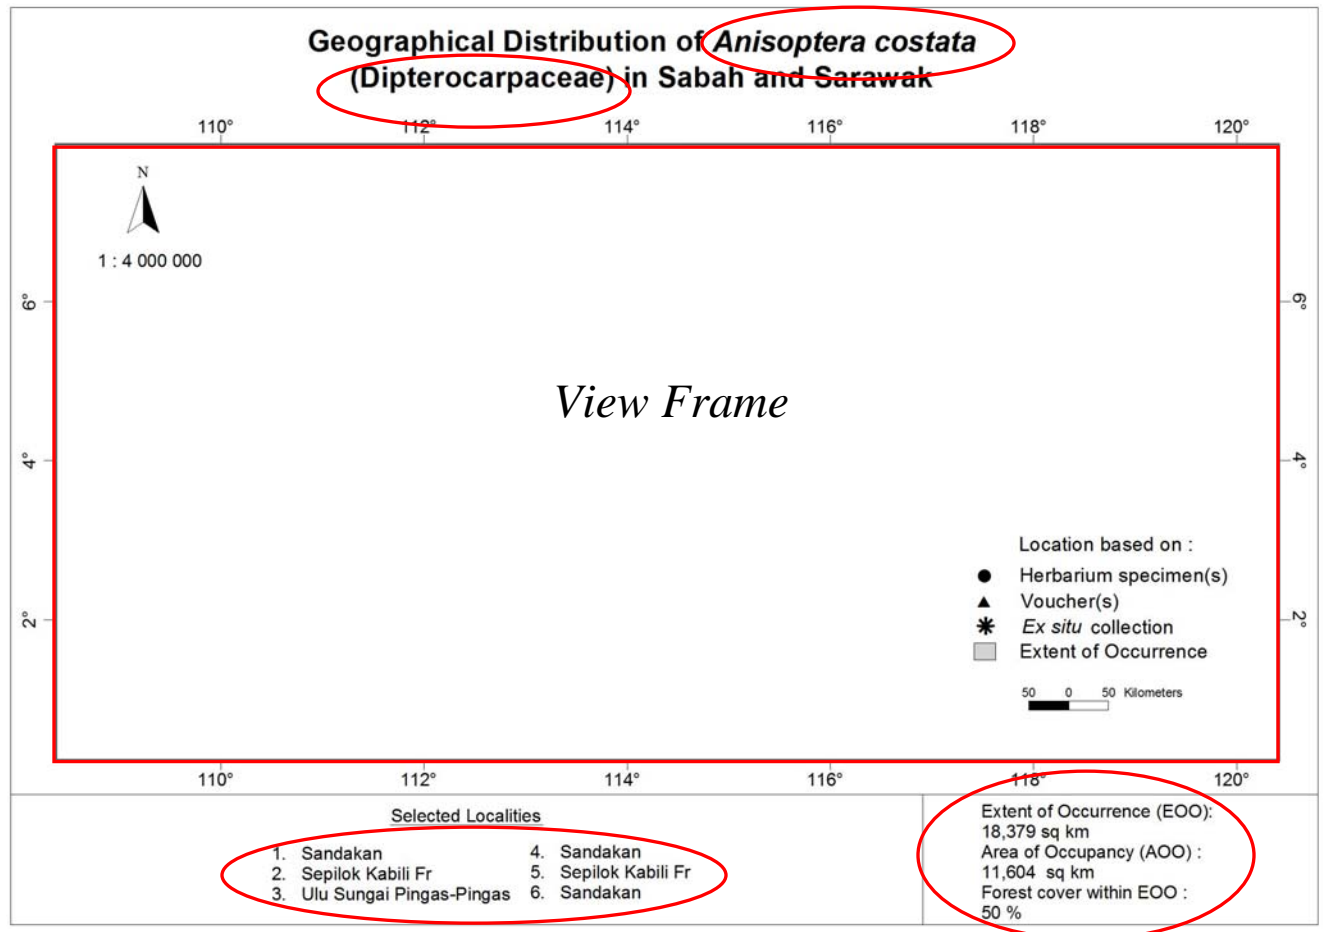 Geographical Distribution of Anisoptera costata
(Dipterocarpaceae) in Sabah and Sarawak
110° 112° 114° 116° 118° 120°
N
1 : 4 000 000
6° 6°
View Frame
4° 4°
Location based on :
Herbarium specimen(s)
Voucher(s)
2° 2°
Ex situ collection
Extent of Occurrence
50 0 50 Kilometers
110° 112° 114° 116° 118° 120°
Selected Localities
1. Sandakan
2. Sepilok Kabili Fr
3. Ulu Sungai Pingas-Pingas
4. Sandakan
5. Sepilok Kabili Fr
6. Sandakan
Extent of Occurrence (EOO):
18,379 sq km
Area of Occupancy (AOO) :
11,604 sq km
Forest cover within EOO :
50 %